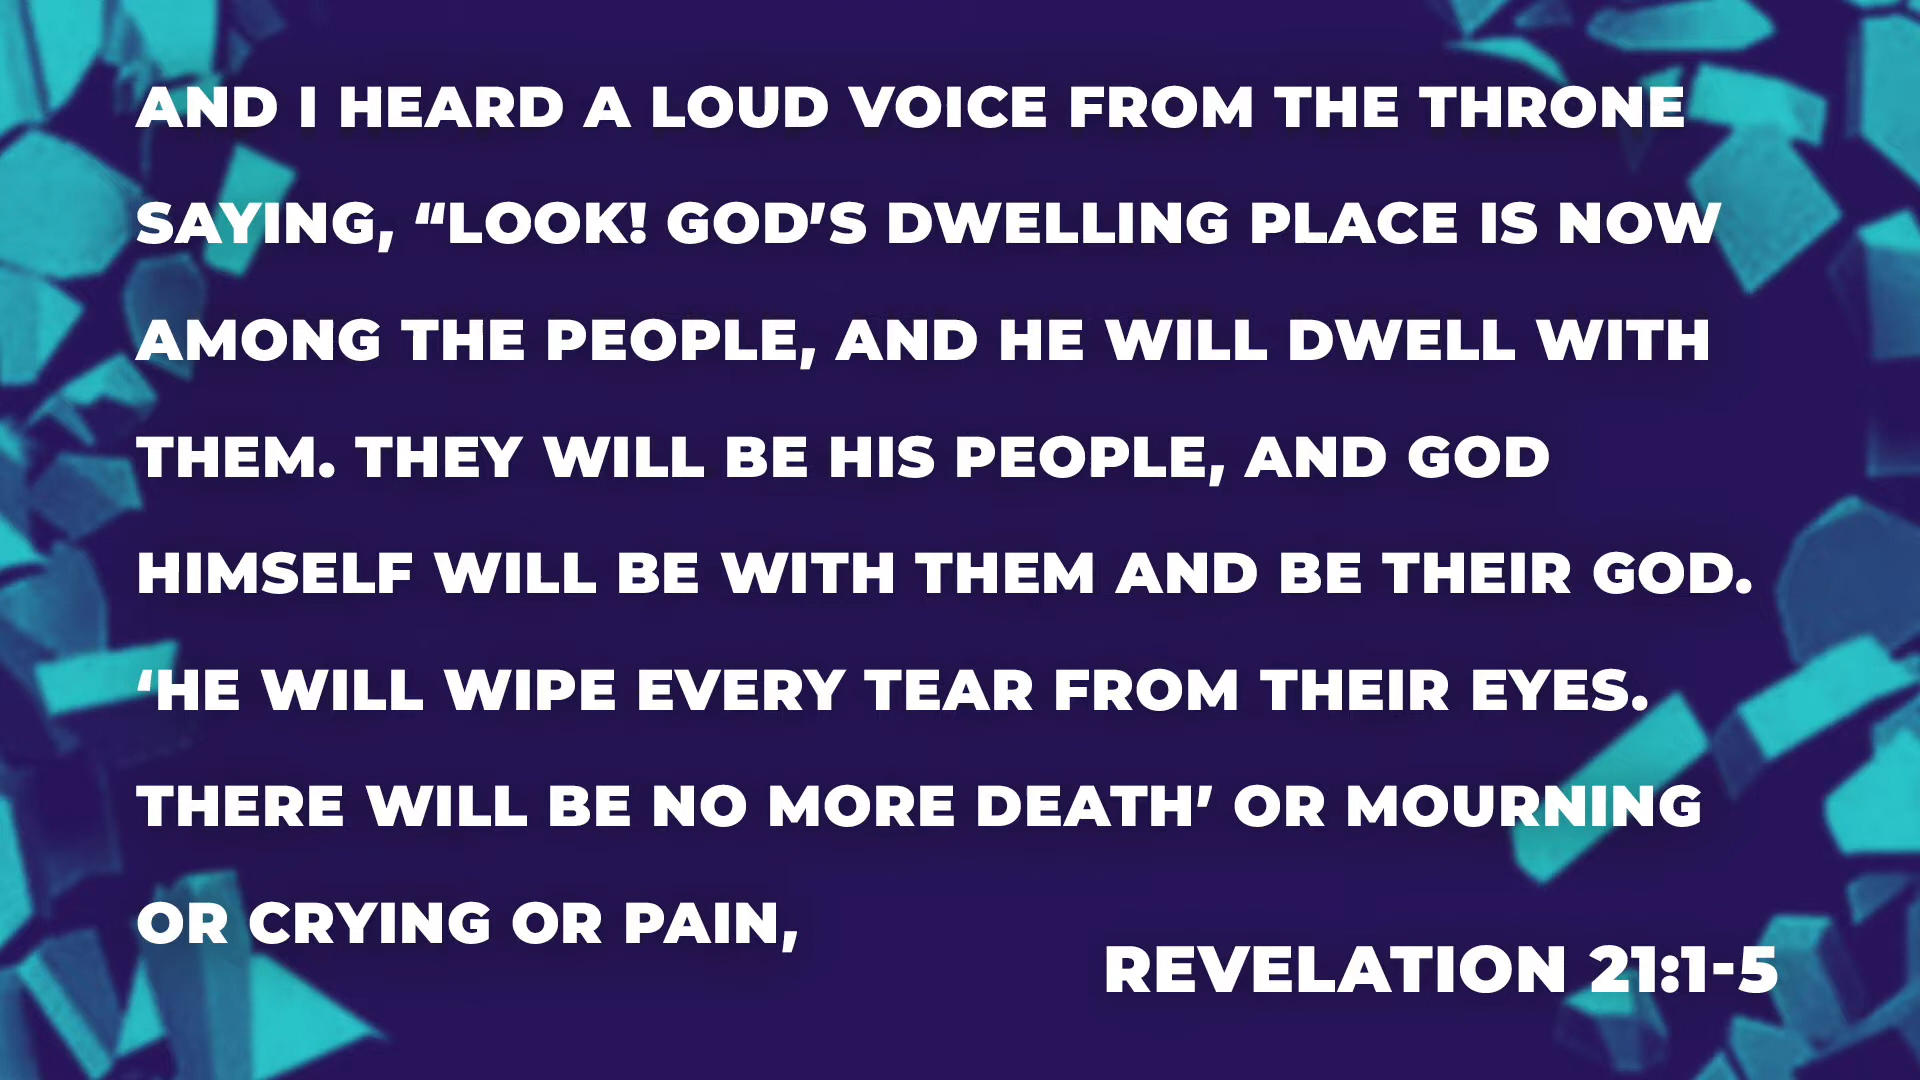 AND I HEARD A LOUD VOICE FROM THE THRONE
SAYING, “LOOK! GOD’S DWELLING PLACE IS NOW
AMONG THE PEOPLE, AND HE WILL DWELL WITH
THEM. THEY WILL BE HIS PEOPLE, AND GOD
HIMSELF WILL BE WITH THEM AND BE THEIR GOD.
‘HE WILL WIPE EVERY TEAR FROM THEIR EYES.
THERE WILL BE NO MORE DEATH’ OR MOURNING
OR CRYING OR PAIN,
REVELATION 21:1-5